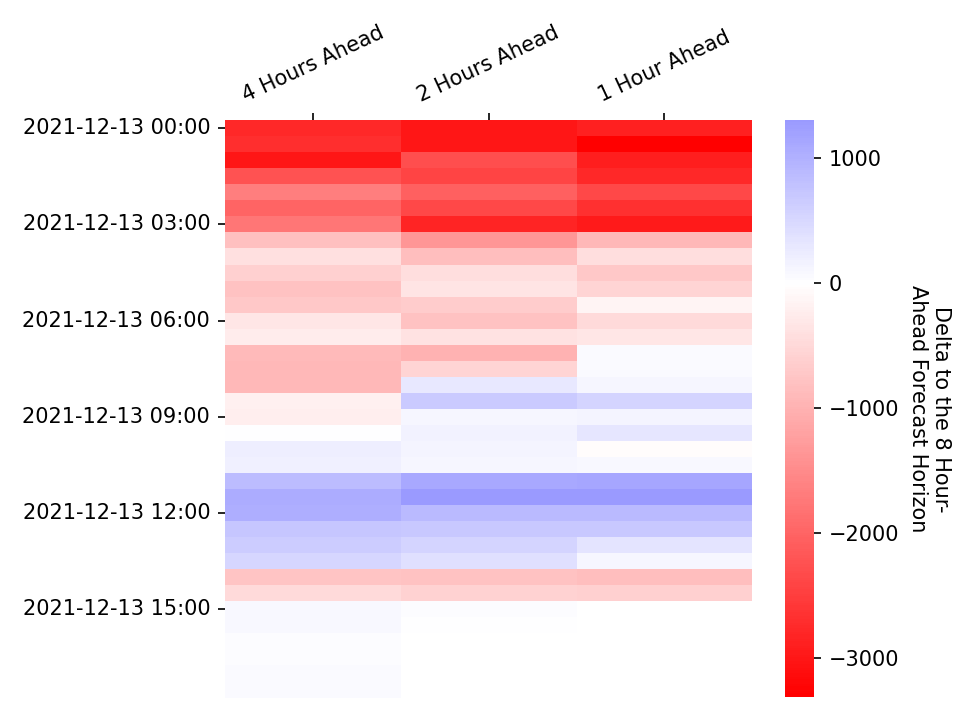 4 Hours Ahead
2 Hours Ahead
1 Hour Ahead
2021-12-13 00:00
2021-12-13 03:00
2021-12-13 06:00
2021-12-13 09:00
2021-12-13 12:00
2021-12-13 15:00
1000
0
−1000
−2000
−3000
Delta to the 8 Hour-
Ahead Forecast Horizon